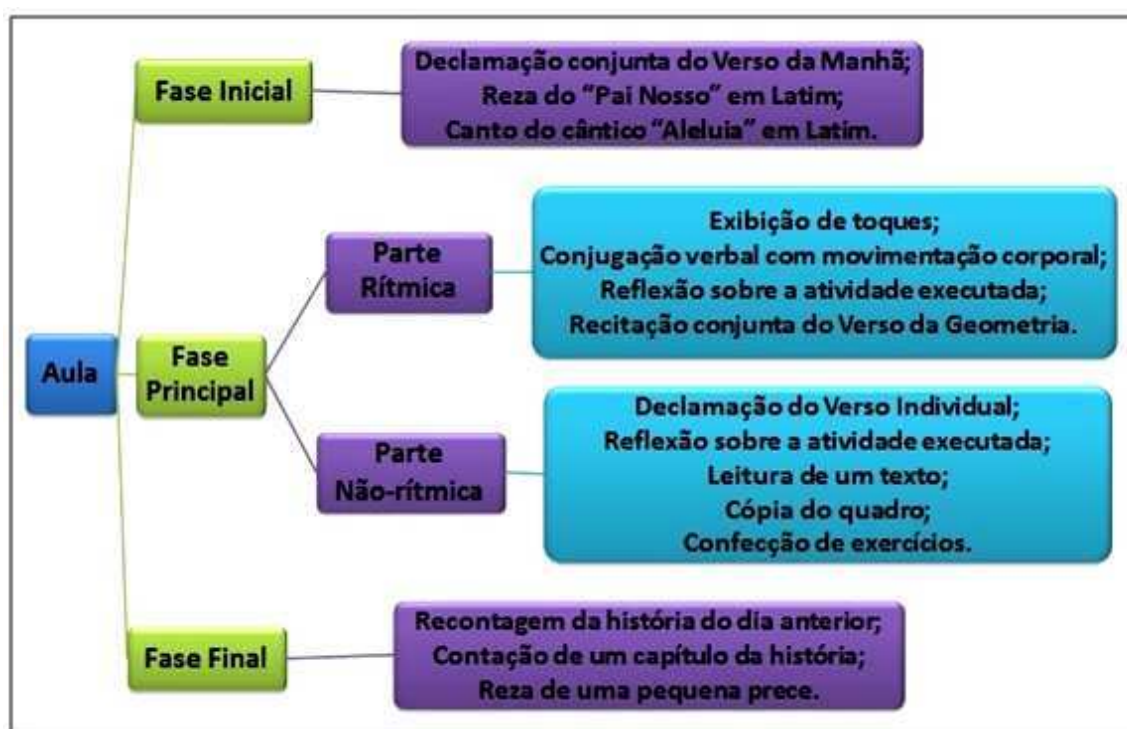 Fase Inicial
Declamação conjunta do Verso da Manhã;
Reza do “Pai Nosso” em Latim;
Canto do cântico “Aleluia” em Latim.
Aula
Fase
Principal
Parte
Rítmica
Exibição de toques;
Conjugação verbal com movimentação corporal;
Reflexão sobre a atividade executada;
Recitação conjunta do Verso da Geometria.
Parte
Não-rítmica
Declamação do Verso Individual;
Reflexão sobre a atividade executada;
Leitura de um texto;
Cópia do quadro;
Confecção de exercícios.
Fase Final
Recontagem da história do dia anterior;
Contação de um capítulo da história;
Reza de uma pequena prece.